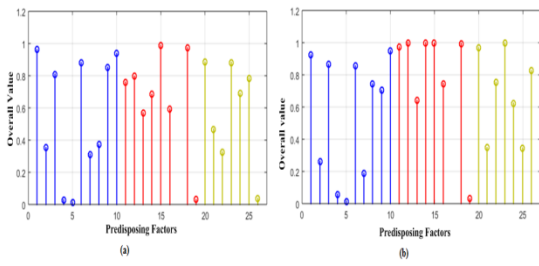 1.2
1
0.8
0.6
0.4
0.2
0
0 5 10 15 20 25
Overall Value
Predisposing Factors
(a)
1.2
1
0.8
0.6
0.4
0.2
0
0 5 10 15 20 25
Overall value
Predisposing Factors
(b)